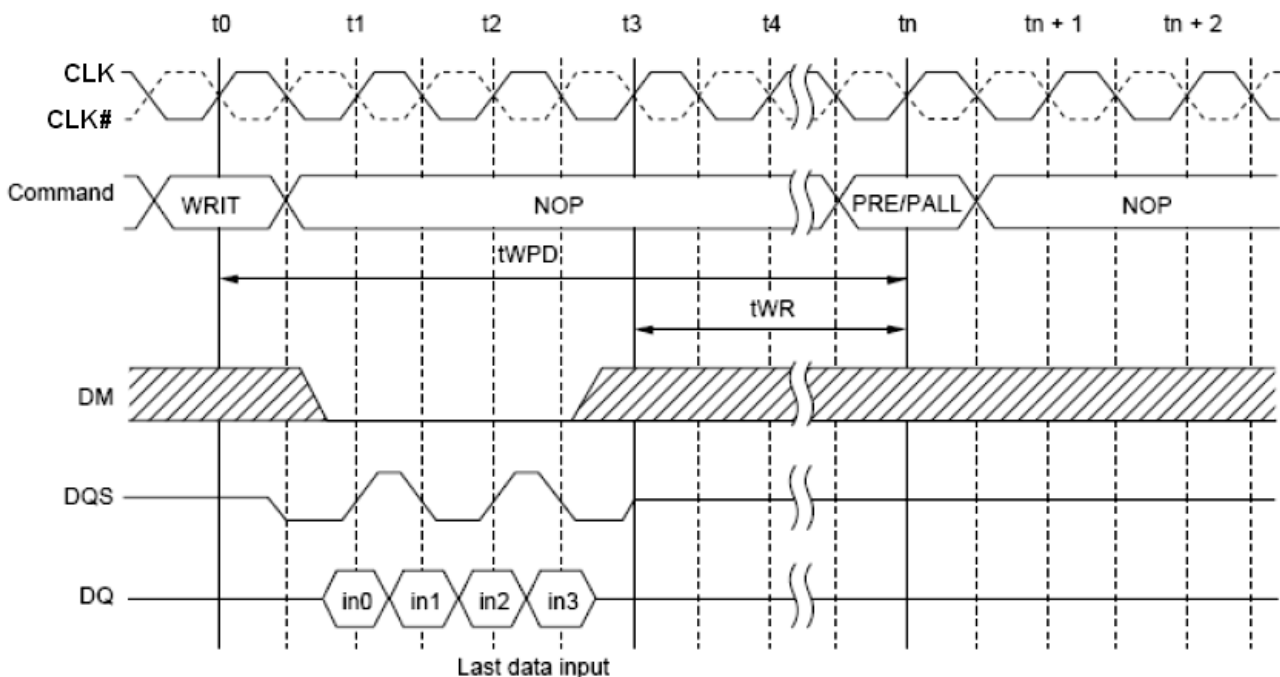 t0 t1 t2 t3 t4 tn tn + 1 tn + 2
CLK
CLK#
Command WRIT NOP PRE/PALL NOP
tWPD
tWR
DM
DQS
DQ in0 in1 in2 in3
Last data input